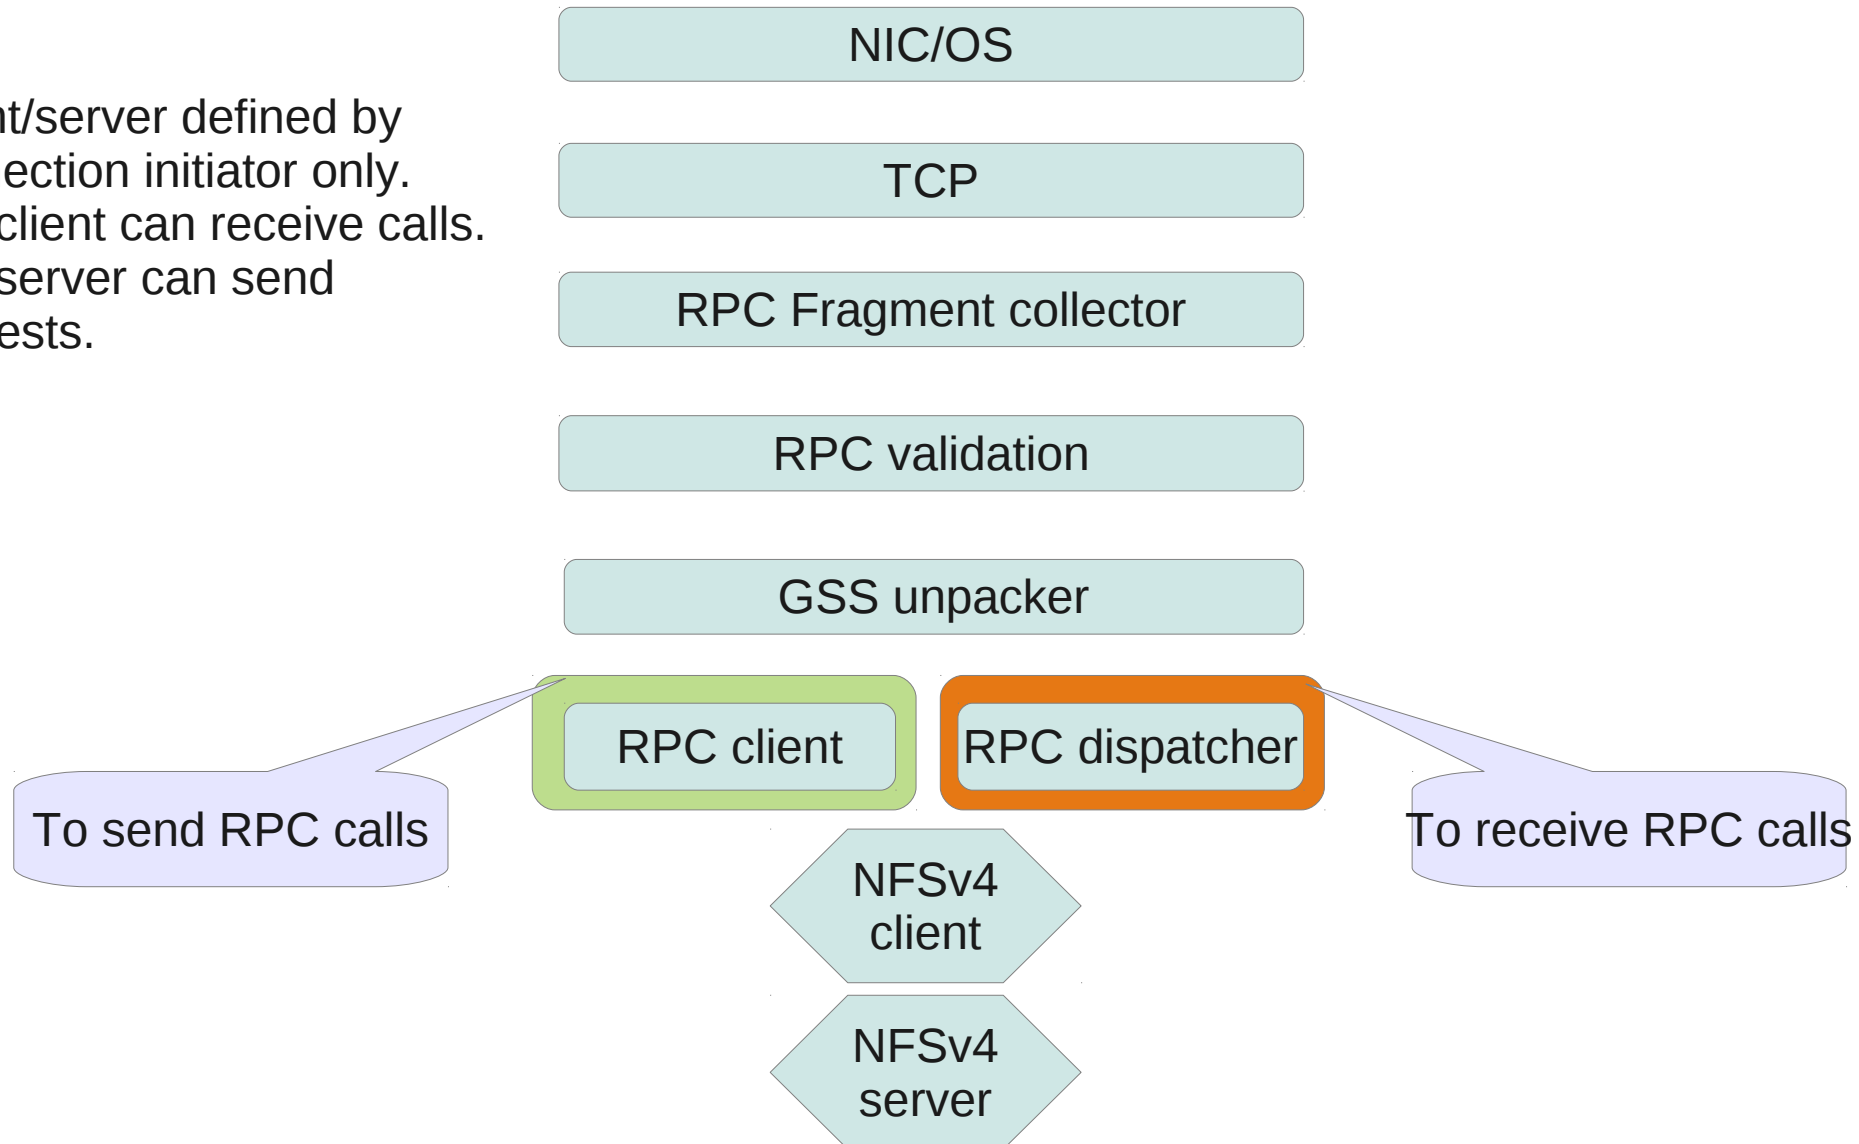 NIC/OS
nt/server defined by
ection initiator only.
client can receive calls.
server can send
ests.
TCP
RPC Fragment collector
RPC validation
GSS unpacker
RPC client
RPC dispatcher
To send RPC calls
To receive RPC calls
NFSv4
client
NFSv4
server